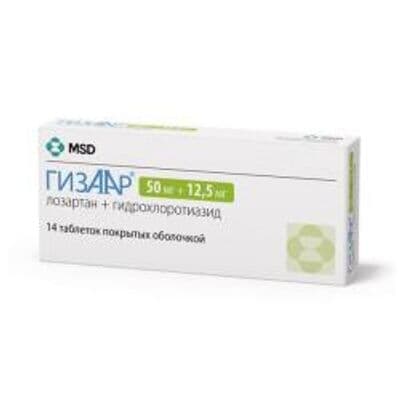 MSD
ГИЗААР® 50 мг + 12,5 мг
лозартан + гидрохлоротиазид
14 таблеток покрытых оболочкой